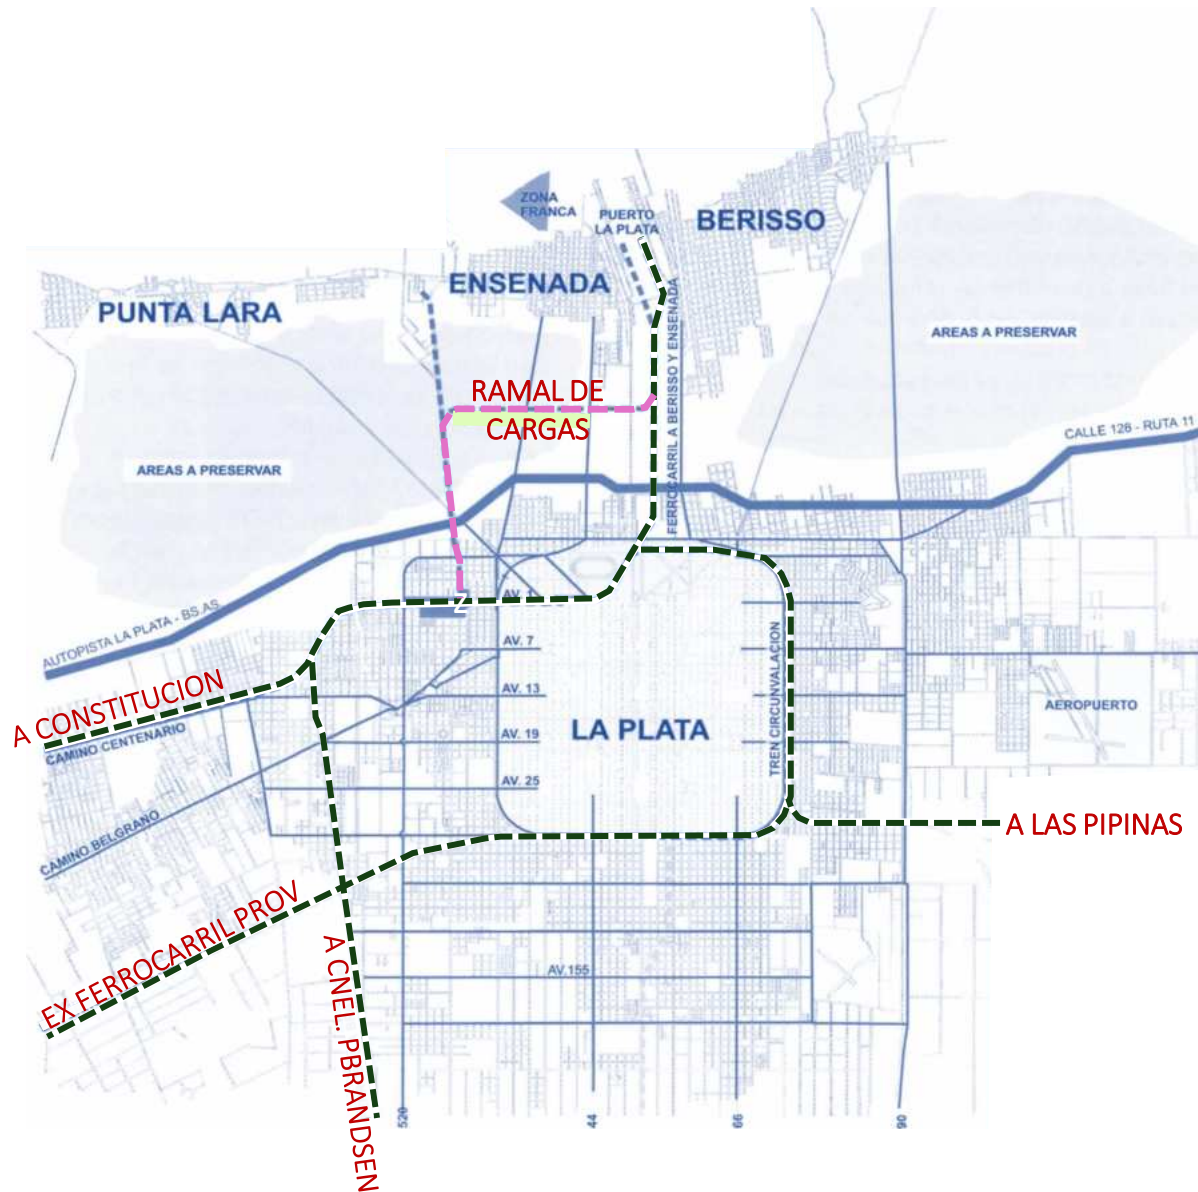 ZONA
FRANCA
PUERTO
LA PLATA
BERISSO
ENSENADA
PUNTA LARA
AREAS A PRESERVAR
FERROCARRIL A BERISSO Y ENSENADA
RAMAL DE
CARGAS
CALLE 126 - RUTA 11
AREAS A PRESERVAR
AV. 1
Z
AUTOPISTA LA PLATA - BS.AS.
AV. 7
A CONSTITUCION
CAMINO CENTENARIO
AV. 13
TREN CIRCUNVALACION
AEROPUERTO
LA PLATA
AV. 19
AV. 25
CAMINO BELGRANO
A LAS PIPINAS
EX FERROCARRIL PROV
A CNEL. PBRANDSEN
AV.155
520
44
66
90